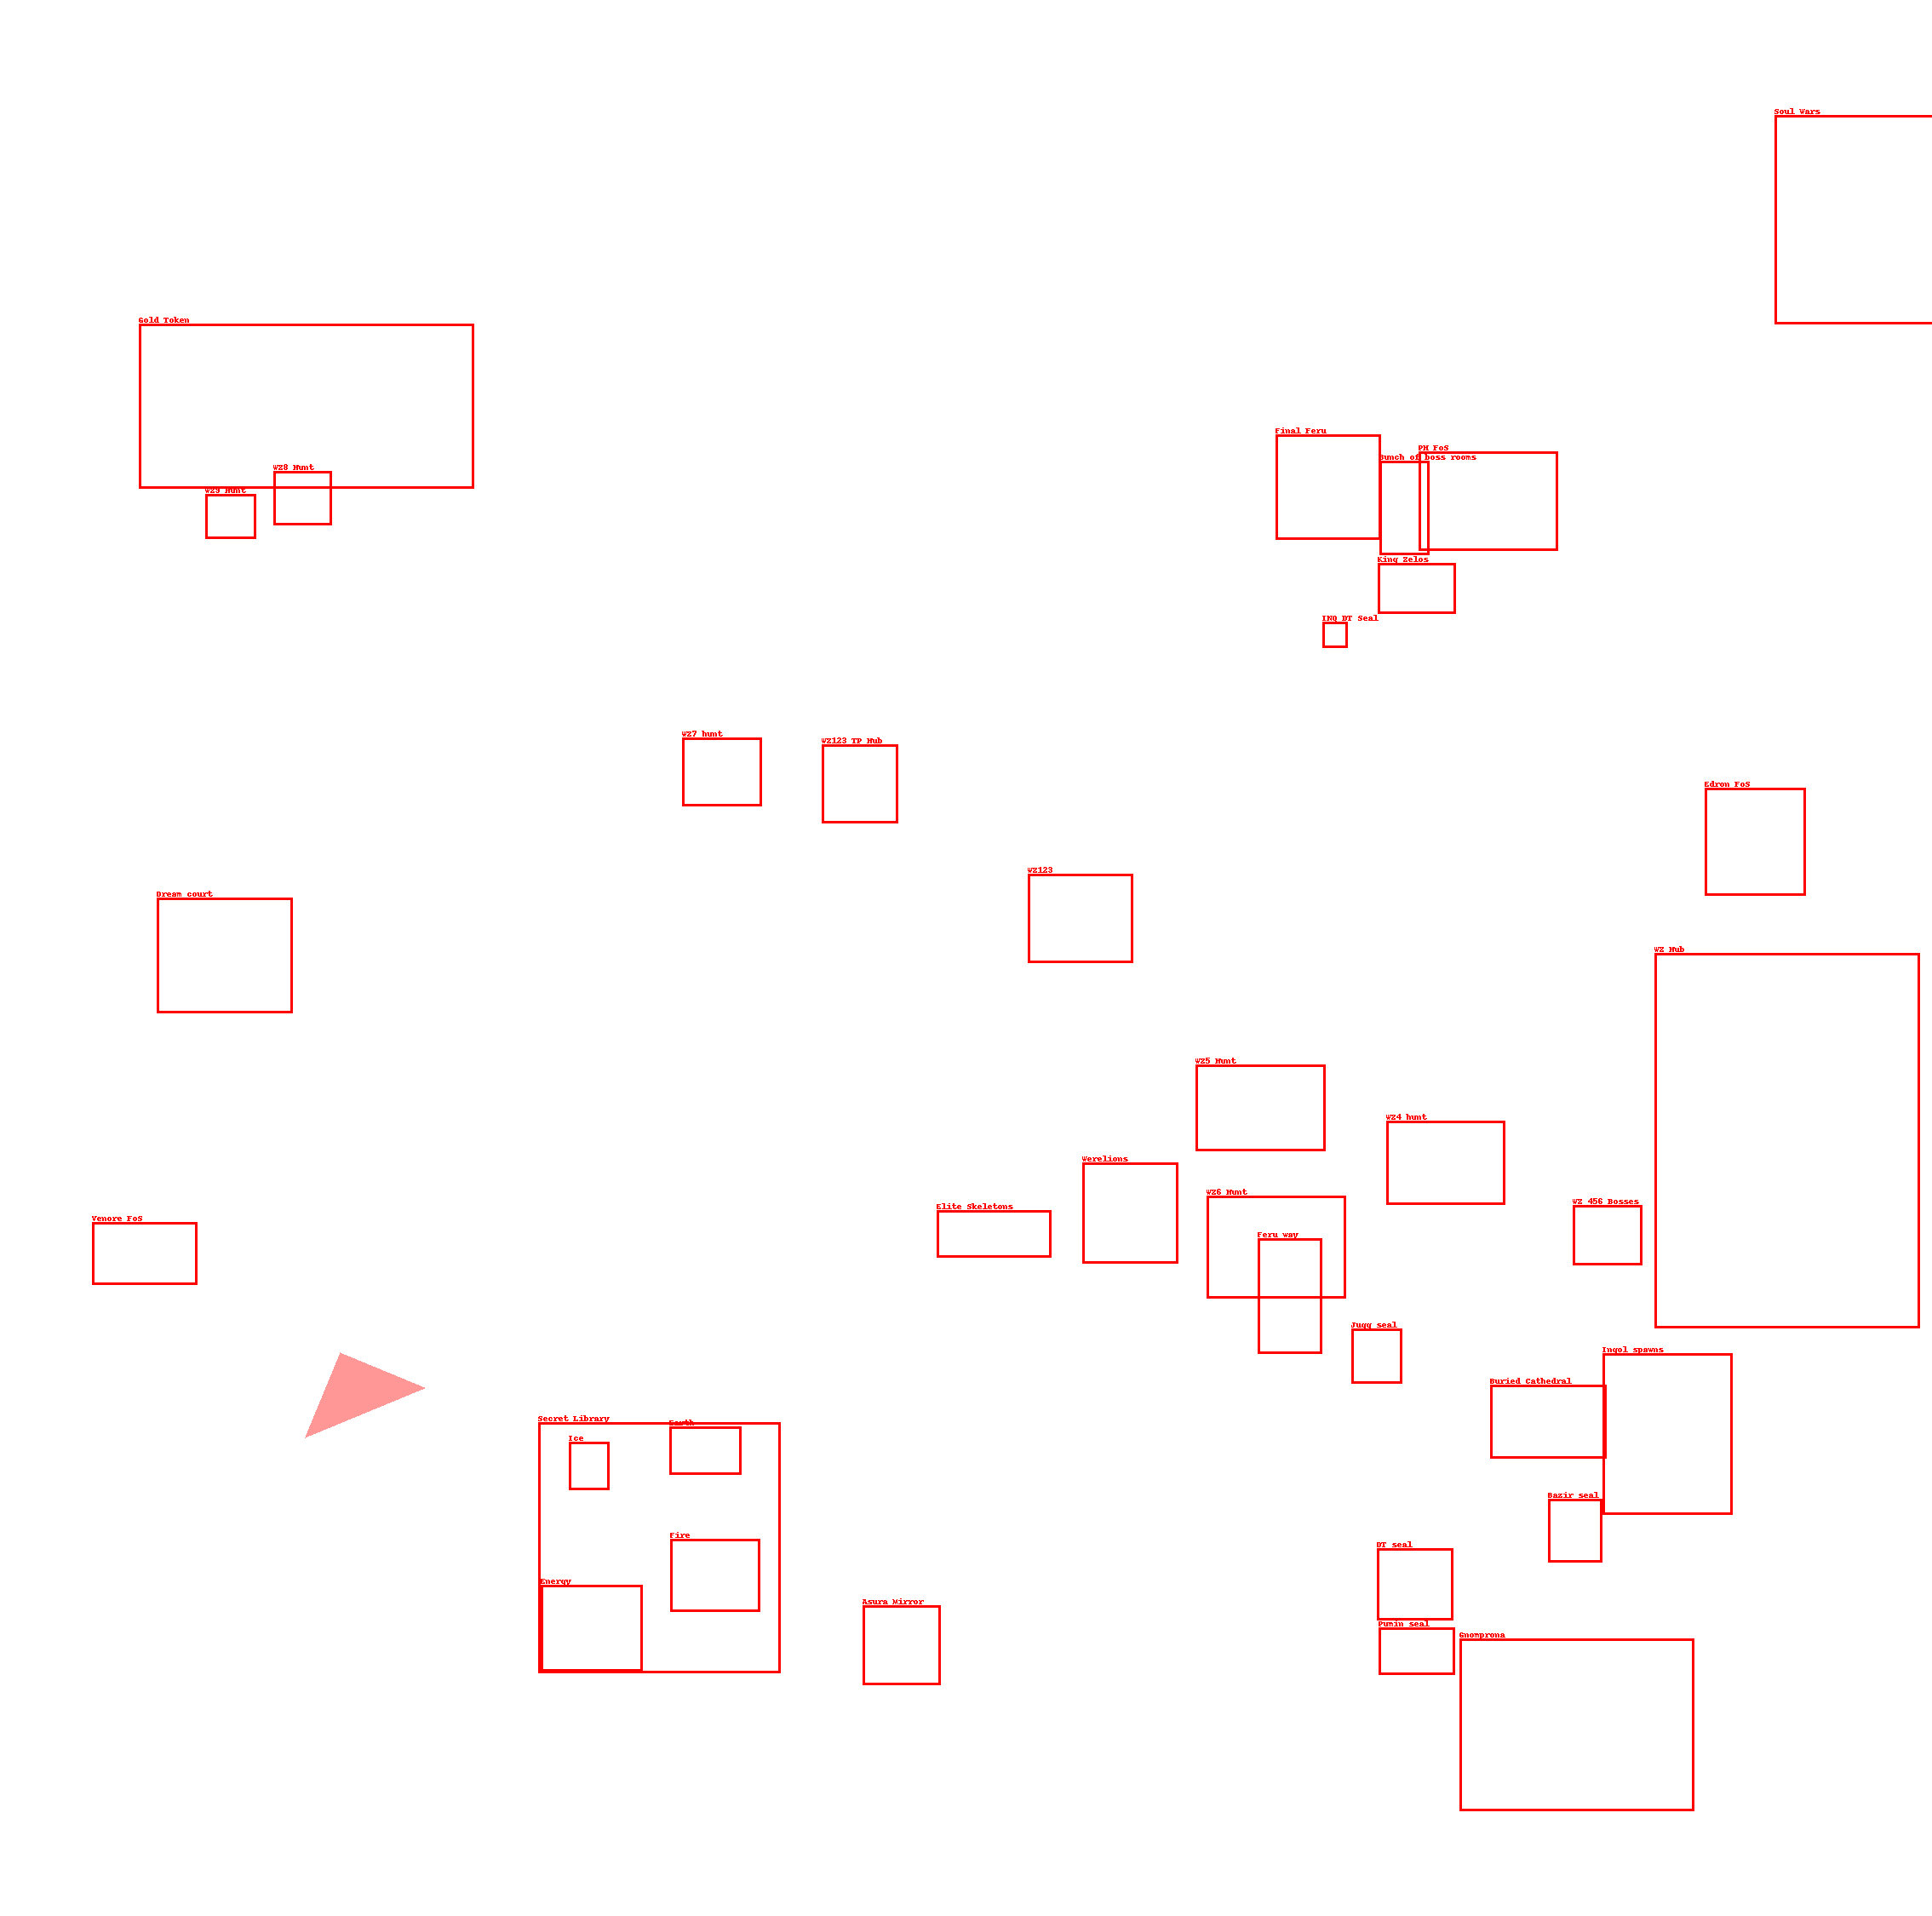 Soul Wars
Gold Token
Final Feru
PH FoS
Bunch of boss rooms
WZ8 Hunt
WZ9 Hunt
King Zelos
INQ DT Seal
WZ7 hunt
WZ123 TP Hub
Edron FoS
WZ123
Dream court
WZ Hub
WZ5 Hunt
WZ4 hunt
Werelions
WZ6 Hunt
WZ 456 Bosses
Elite Skeletons
Venore FoS
Feru way
Jugg seal
Ingol spawns
Buried Cathedral
Secret Library
Earth
Ice
Bazir seal
Fire
DT seal
Energy
Asura Mirror
Pumin seal
Gnomprona